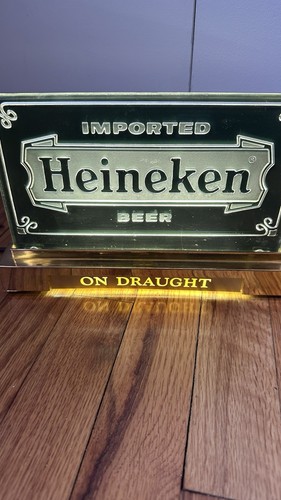 IMPORTED
Heineken®
BEER
ON DRAUGHT